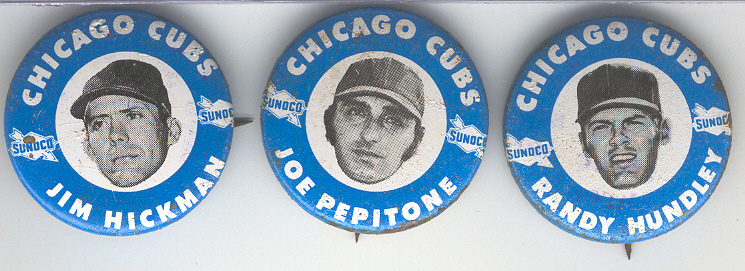 CHICAGO CUBS
SUNOCO SUNOCO
JIM HICKMAN
CHICAGO CUBS
SUNOCO SUNOCO
JOE PEPITONE
CHICAGO CUBS
SUNOCO SUNOCO
RANDY HUNDLEY